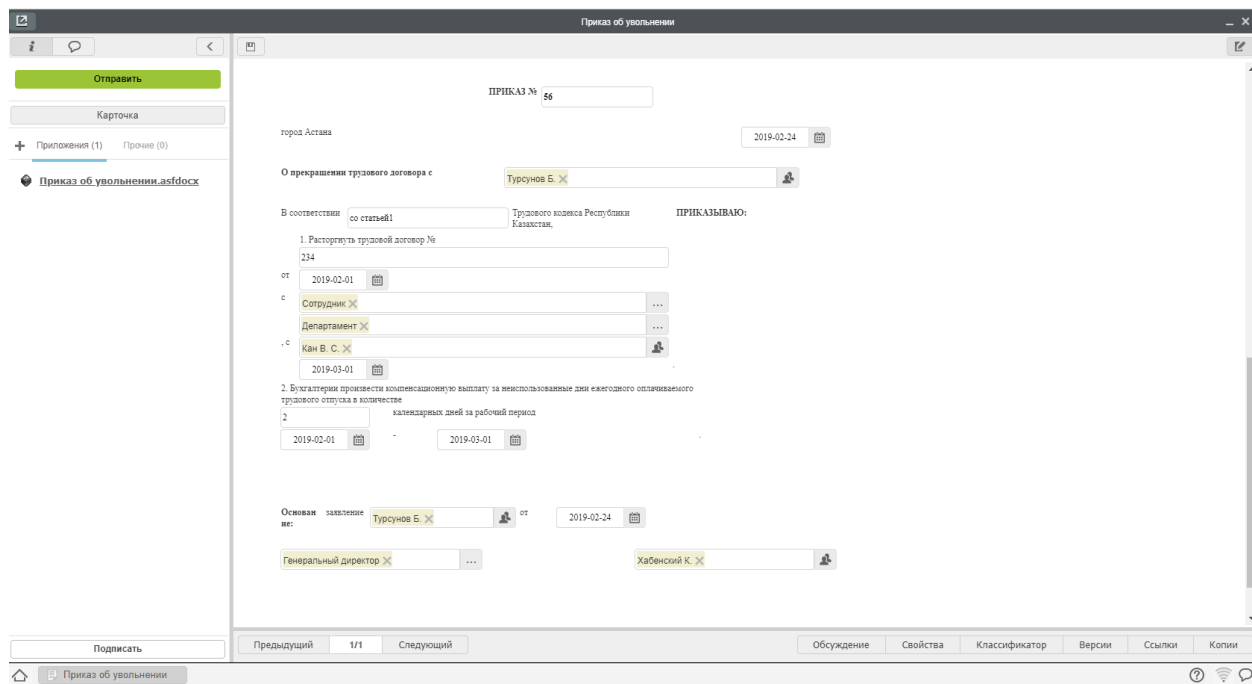 Приказ об увольнении
Отправить
Карточка
Приложения (1) Прочие (0)
Приказ об увольнении.asfdocx
ПРИКАЗ № 56
город Астана 2019-02-24
О прекращении трудового договора с Турсунов Б.
В соответствии со статьей1 Трудового кодекса Республики ПРИКАЗЫВАЮ:
Казахстан,
1. Расторгнуть трудовой договор №
234
от 2019-02-01
с Сотрудник ...
Департамент ...
, с Кан В. С.
2019-03-01 .
2. Бухгалтерии произвести компенсационную выплату за неиспользованные дни ежегодного оплачиваемого
трудового отпуска в количестве
2 календарных дней за рабочий период
2019-02-01 - 2019-03-01 .
Основан заявление Турсунов Б. от 2019-02-24
ие:
Генеральный директор ... Хабенский К.
Подписать
Предыдущий 1/1 Следующий Обсуждение Свойства Классификатор Версии Ссылки Копии
Приказ об увольнении